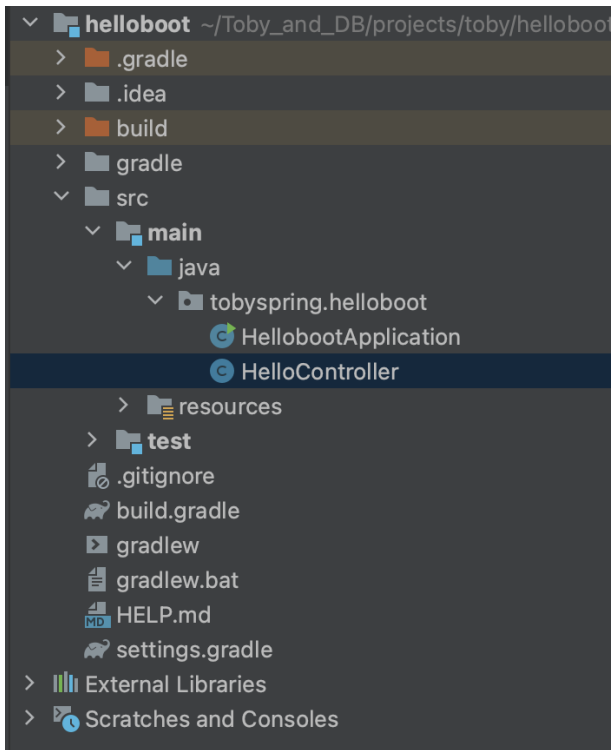 helloboot ~/Toby_and_DB/projects/toby/helloboot
.gradle
.idea
build
gradle
src
main
java
tobyspring.helloboot
HellobootApplication
HelloController
resources
test
.gitignore
build.gradle
gradlew
gradlew.bat
HELP.md
settings.gradle
External Libraries
Scratches and Consoles